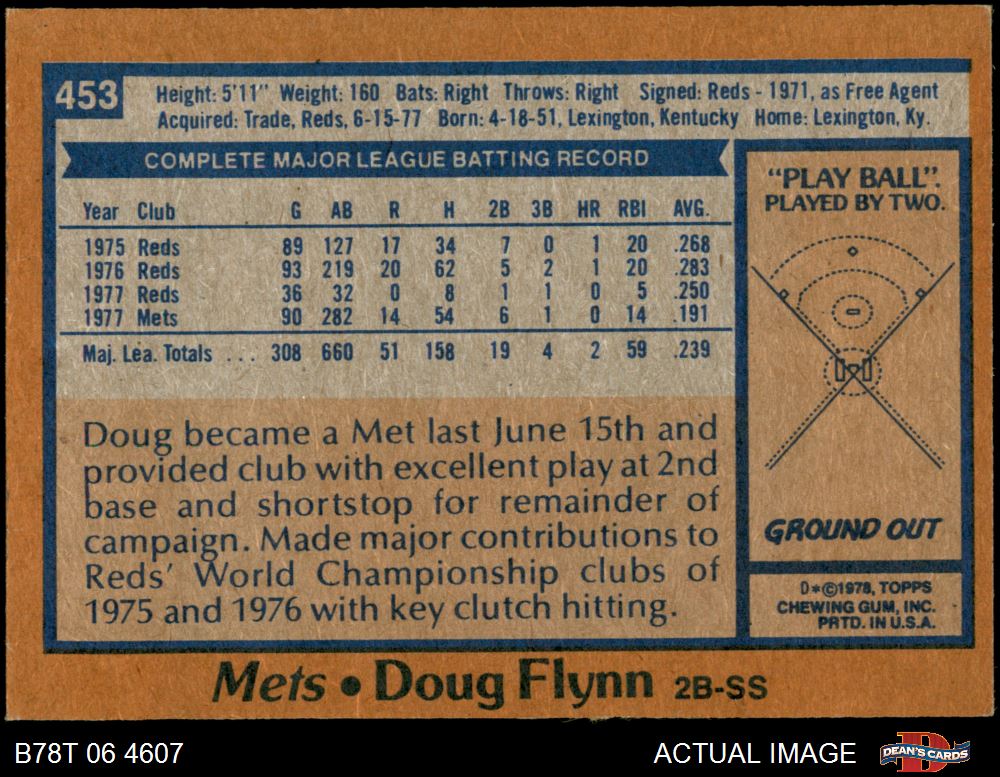 453
Height: 5'11" Weight: 160 Bats: Right Throws: Right Signed: Reds - 1971, as Free Agent
Acquired: Trade, Reds, 6-15-77 Born: 4-18-51, Lexington, Kentucky Home: Lexington, Ky.
COMPLETE MAJOR LEAGUE BATTING RECORD
Year Club G AB R H 2B 3B HR RBI AVG.
1975 Reds 89 127 17 34 7 0 1 20 .268
1976 Reds 93 219 20 62 5 2 1 20 .283
1977 Reds 36 32 0 8 1 1 0 5 .250
1977 Mets 90 282 14 54 6 1 0 14 .191
Maj. Lea. Totals ... 308 660 51 158 19 4 2 59 .239
Doug became a Met last June 15th and
provided club with excellent play at 2nd
base and shortstop for remainder of
campaign. Made major contributions to
Reds' World Championship clubs of
1975 and 1976 with key clutch hitting.
"PLAY BALL".
PLAYED BY TWO.
GROUND OUT
D*©1978, TOPPS
CHEWING GUM, INC.
PRTD. IN U.S.A.
Mets • Doug Flynn 2B-SS
B78T 06 4607
ACTUAL IMAGE
DEAN'S CARDS